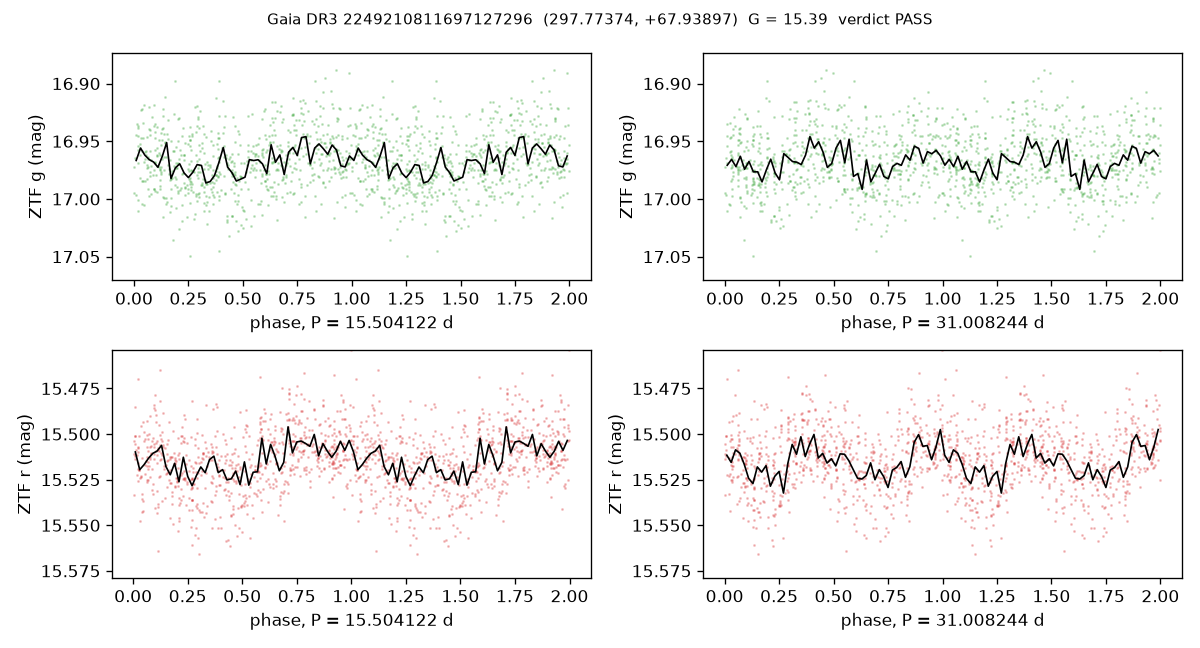 Gaia DR3 2249210811697127296  (297.77374, +67.93897)  G = 15.39  verdict PASS
ZTF g (mag)
16.90
16.95
17.00
17.05
0.00 0.25 0.50 0.75 1.00 1.25 1.50 1.75 2.00
phase, P = 15.504122 d
ZTF g (mag)
16.90
16.95
17.00
17.05
0.00 0.25 0.50 0.75 1.00 1.25 1.50 1.75 2.00
phase, P = 31.008244 d
ZTF r (mag)
15.475
15.500
15.525
15.550
15.575
0.00 0.25 0.50 0.75 1.00 1.25 1.50 1.75 2.00
phase, P = 15.504122 d
ZTF r (mag)
15.475
15.500
15.525
15.550
15.575
0.00 0.25 0.50 0.75 1.00 1.25 1.50 1.75 2.00
phase, P = 31.008244 d